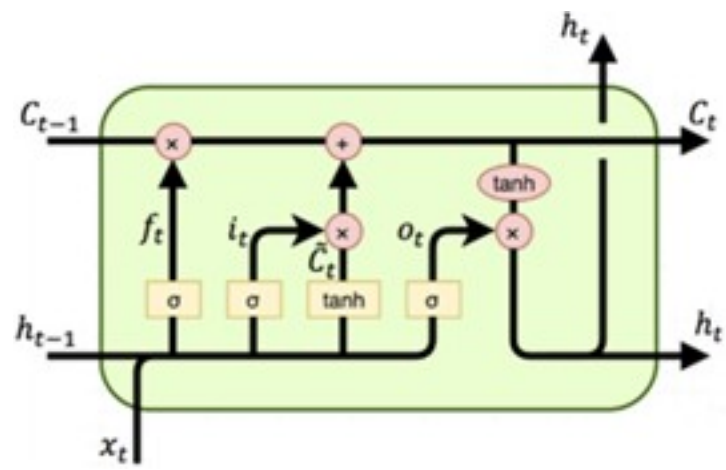 h_t
C_{t-1} × + C_t
tanh
f_t i_t × o_t ×
C̃_t
σ σ tanh σ
h_{t-1} h_t
x_t